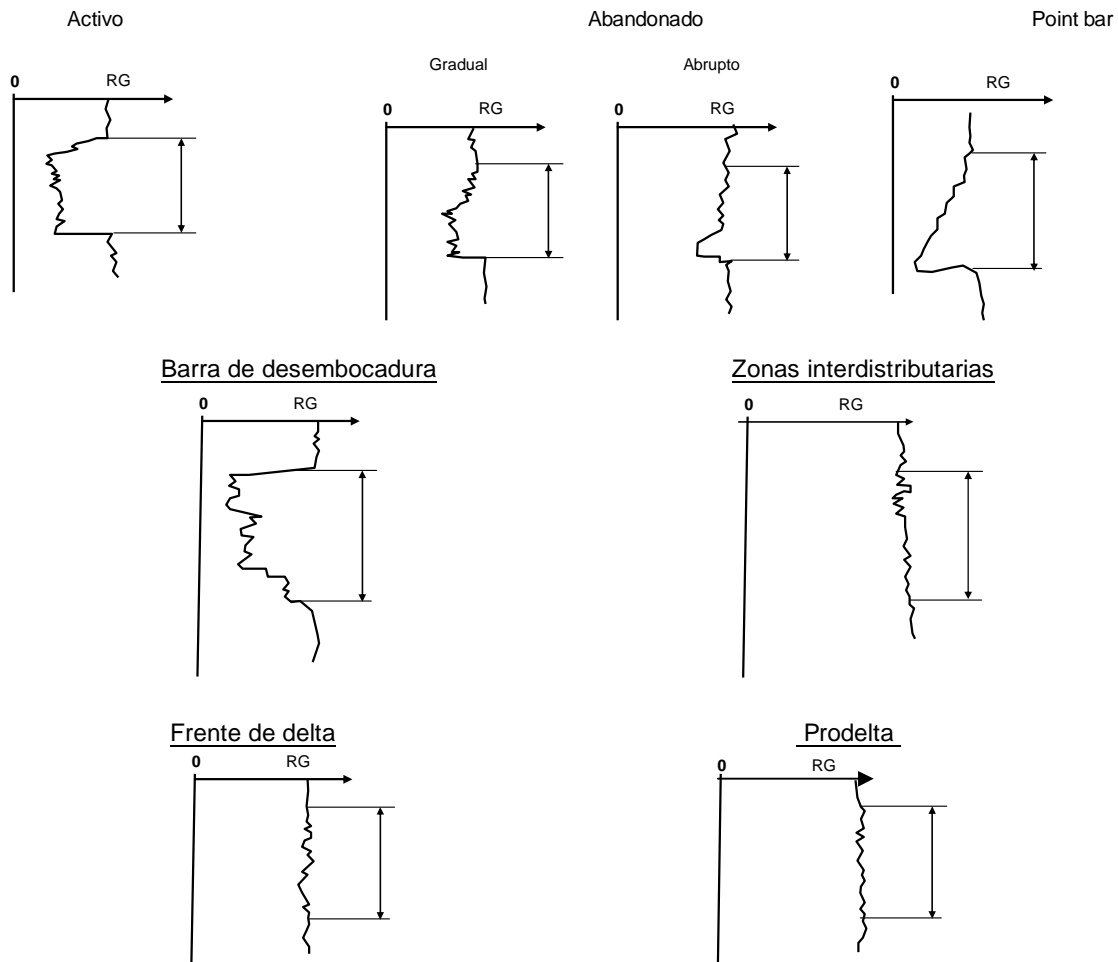 Activo
Abandonado
Point bar
Gradual
Abrupto
0 RG
0 RG
0 RG
0 RG
Barra de desembocadura
Zonas interdistributarias
0 RG
0 RG
Frente de delta
Prodelta
0 RG
0 RG